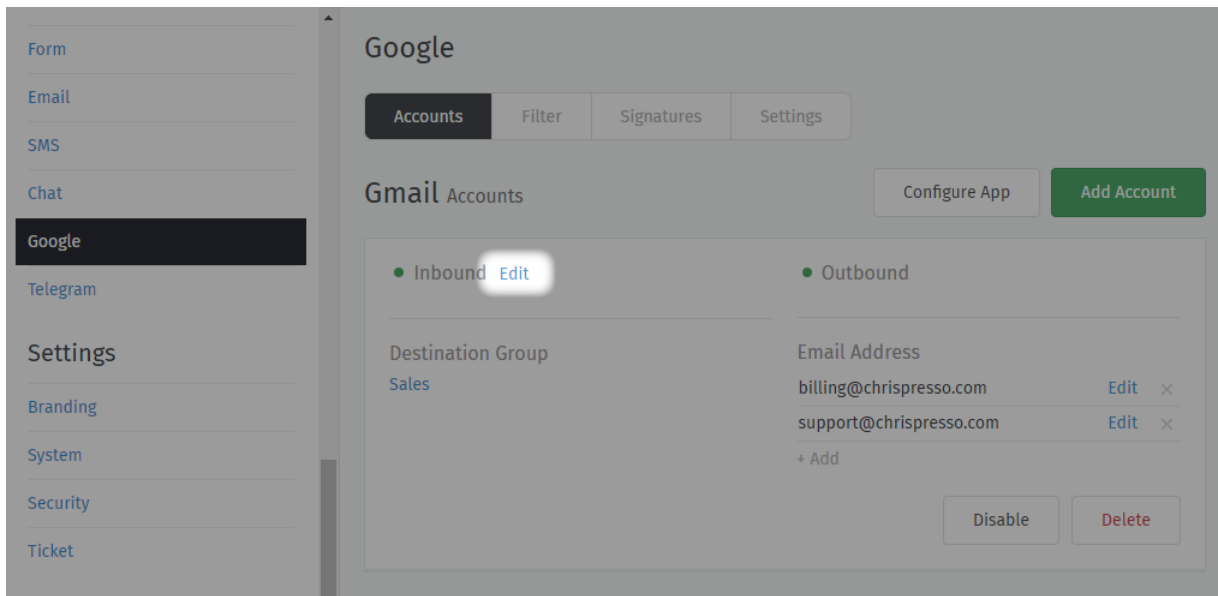 Form
Email
SMS
Chat
Google
Telegram
Settings
Branding
System
Security
Ticket
Google
Accounts Filter Signatures Settings
Gmail Accounts
Configure App Add Account
Inbound Edit
Destination Group
Sales
Outbound
Email Address
billing@chrispresso.com Edit ×
support@chrispresso.com Edit ×
+ Add
Disable Delete